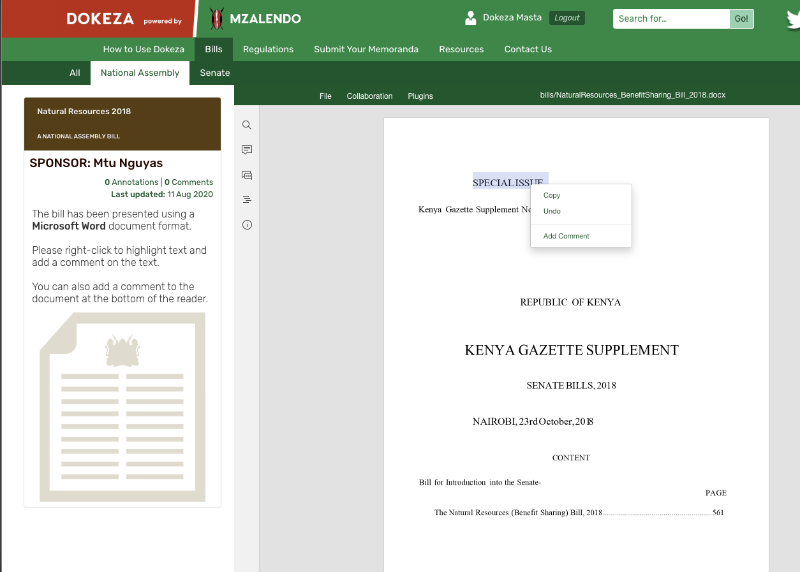 DOKEZA powered by MZALENDO
Dokeza Masta Logout
Search for... Go!
How to Use Dokeza Bills Regulations Submit Your Memoranda Resources Contact Us
All National Assembly Senate
File Collaboration Plugins bills/NaturalResources_BenefitSharing_Bill_2018.docx
Natural Resources 2018
A NATIONAL ASSEMBLY BILL
SPONSOR: Mtu Nguyas
0 Annotations | 0 Comments
Last updated: 11 Aug 2020
The bill has been presented using a
Microsoft Word document format.
Please right-click to highlight text and
add a comment on the text.
You can also add a comment to the
document at the bottom of the reader.
SPECIAL ISSUE
Kenya Gazette Supplement
Copy
Undo
Add Comment
REPUBLIC OF KENYA
KENYA GAZETTE SUPPLEMENT
SENATE BILLS, 2018
NAIROBI, 23rd October, 2018
CONTENT
Bill for Introduction into the Senate-
PAGE
The Natural Resources (Benefit Sharing) Bill, 2018..........................................................561